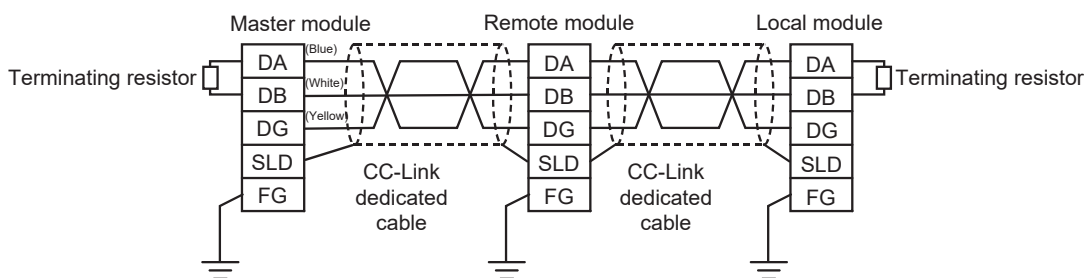 Master module
Remote module
Local module
Terminating resistor
DA
DB
DG
SLD
FG
(Blue)
(White)
(Yellow)
CC-Link
dedicated
cable
DA
DB
DG
SLD
FG
CC-Link
dedicated
cable
DA
DB
DG
SLD
FG
Terminating resistor